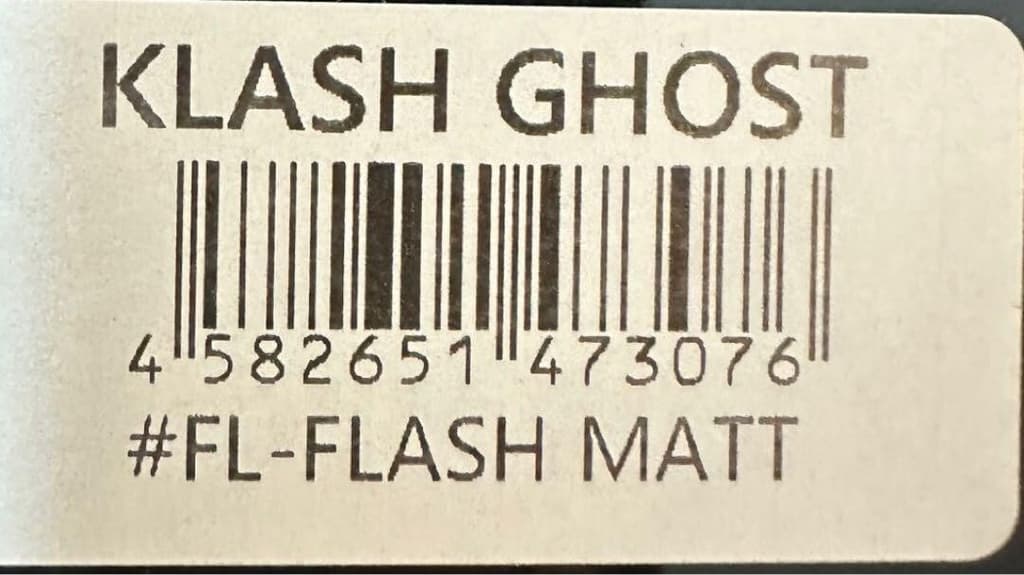 KLASH GHOST
4 582651 473076
#FL-FLASH MATT